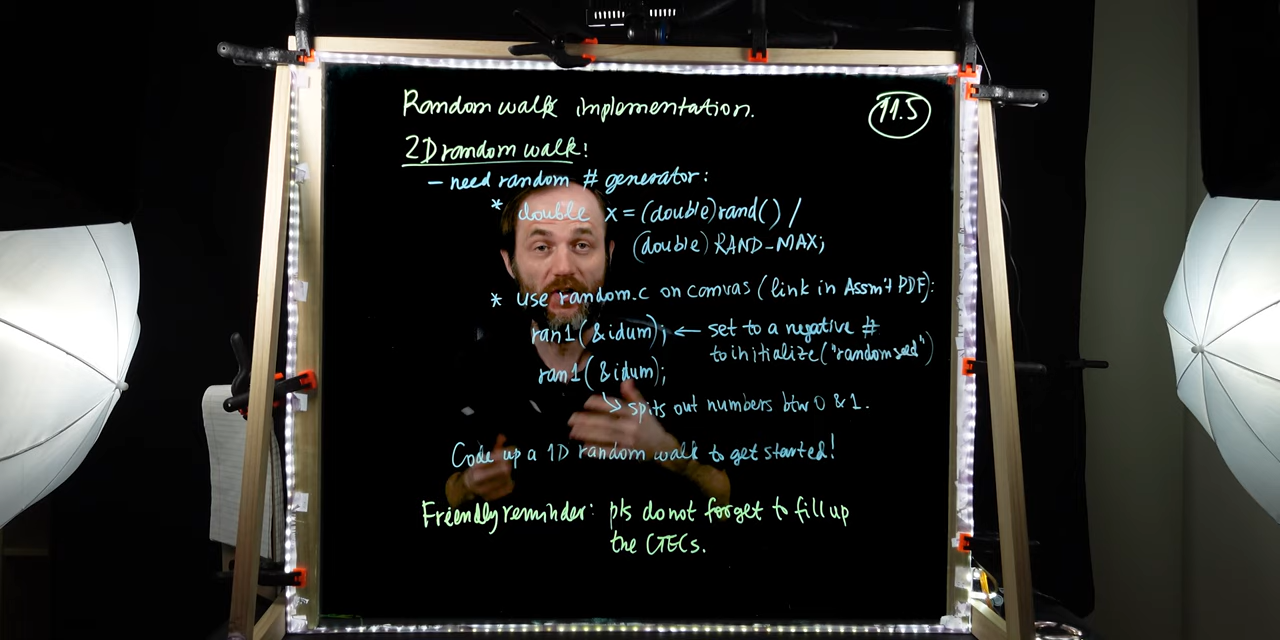 Random walk implementation.
11.5
2D random walk!
- need random # generator:
* double x = (double)rand() /
(double) RAND_MAX;
* use random.c on canvas (link in Assm't PDF):
ran1(&idum); ← set to a negative #
to initialize ("random seed")
ran1(&idum);
↳ spits out numbers btw 0 & 1.
Code up a 1D random walk to get started!
Friendly reminder: pls do not forget to fill up
the CTECs.